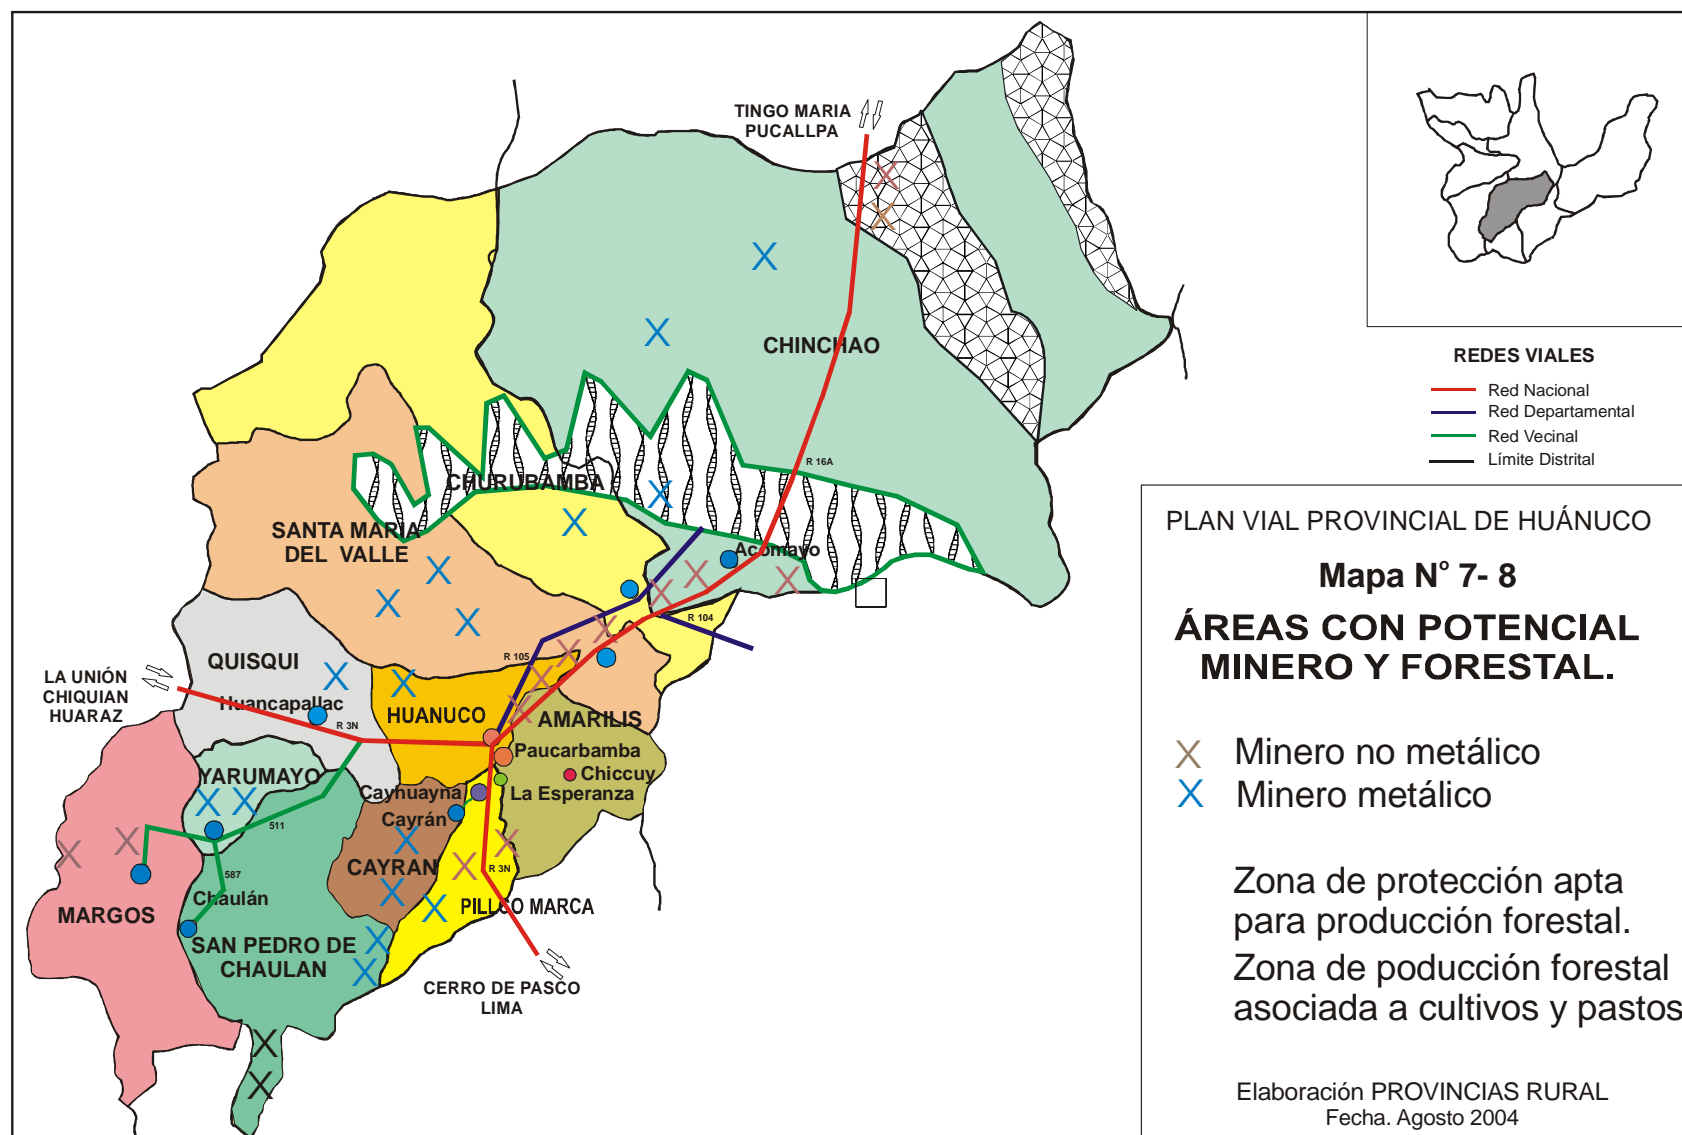 TINGO MARIA
PUCALLPA
CHINCHAO
R 16A
CHURUBAMBA
SANTA MARIA
DEL VALLE
Acomayo
R 104
R 105
QUISQUI
LA UNIÓN
CHIQUIAN
HUARAZ
Huancapallac
R 3N
HUANUCO
AMARILIS
Paucarbamba
Chiccuy
La Esperanza
YARUMAYO
Cayhuayna
Cayrán
511
CAYRAN
R 3N
587
Chaulán
MARGOS
PILLCO MARCA
SAN PEDRO DE
CHAULAN
CERRO DE PASCO
LIMA
REDES VIALES
Red Nacional
Red Departamental
Red Vecinal
Límite Distrital
PLAN VIAL PROVINCIAL DE HUÁNUCO
Mapa N° 7- 8
ÁREAS CON POTENCIAL
MINERO Y FORESTAL.
Minero no metálico
Minero metálico
Zona de protección apta
para producción forestal.
Zona de poducción forestal
asociada a cultivos y pastos
Elaboración PROVINCIAS RURAL
Fecha. Agosto 2004